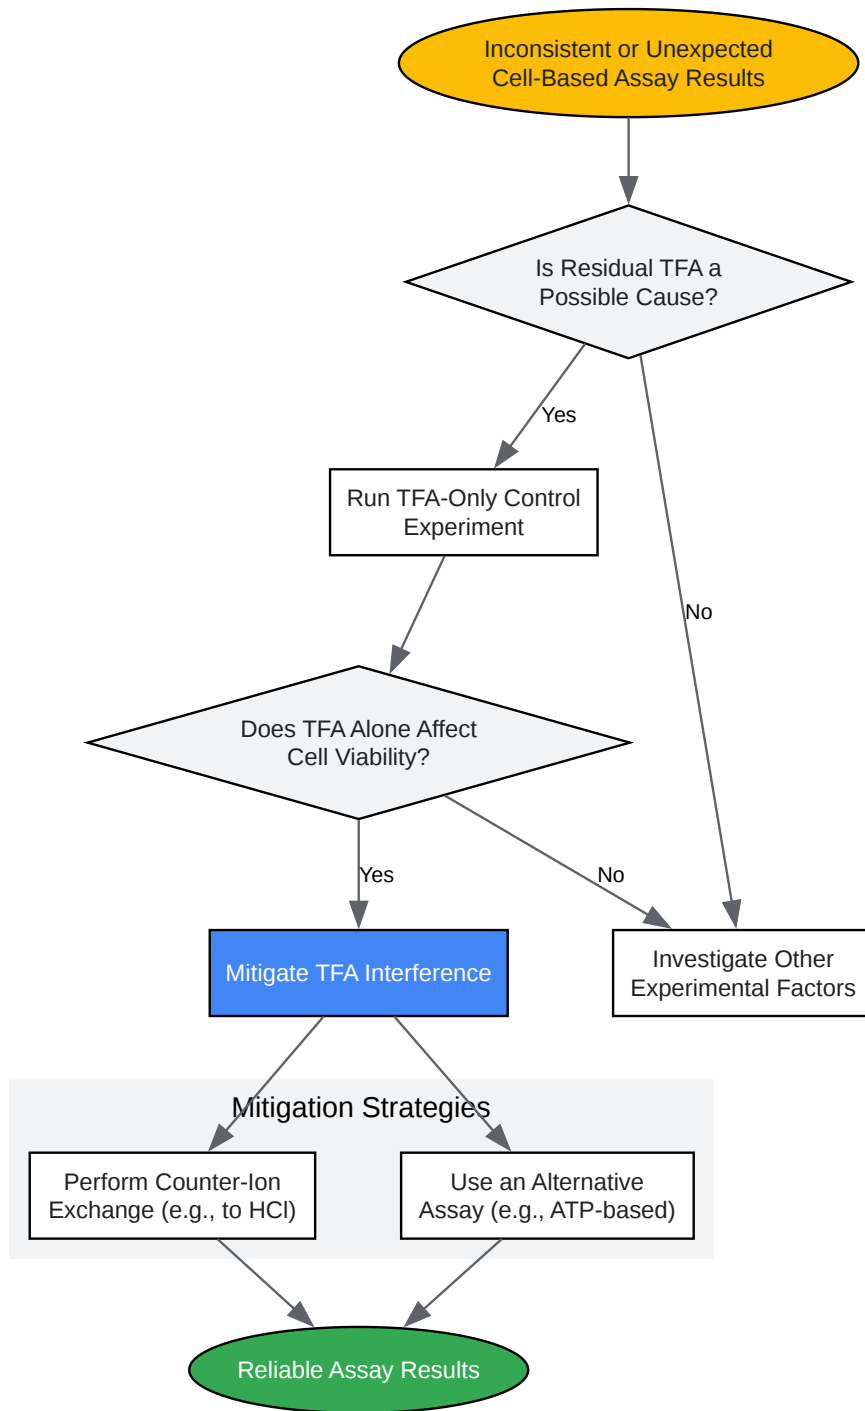 Inconsistent or Unexpected
Cell-Based Assay Results
Is Residual TFA a
Possible Cause?
Yes
Run TFA-Only Control
Experiment
No
Does TFA Alone Affect
Cell Viability?
Yes
No
Mitigate TFA Interference
Investigate Other
Experimental Factors
Mitigation Strategies
Perform Counter-Ion
Exchange (e.g., to HCl)
Use an Alternative
Assay (e.g., ATP-based)
Reliable Assay Results